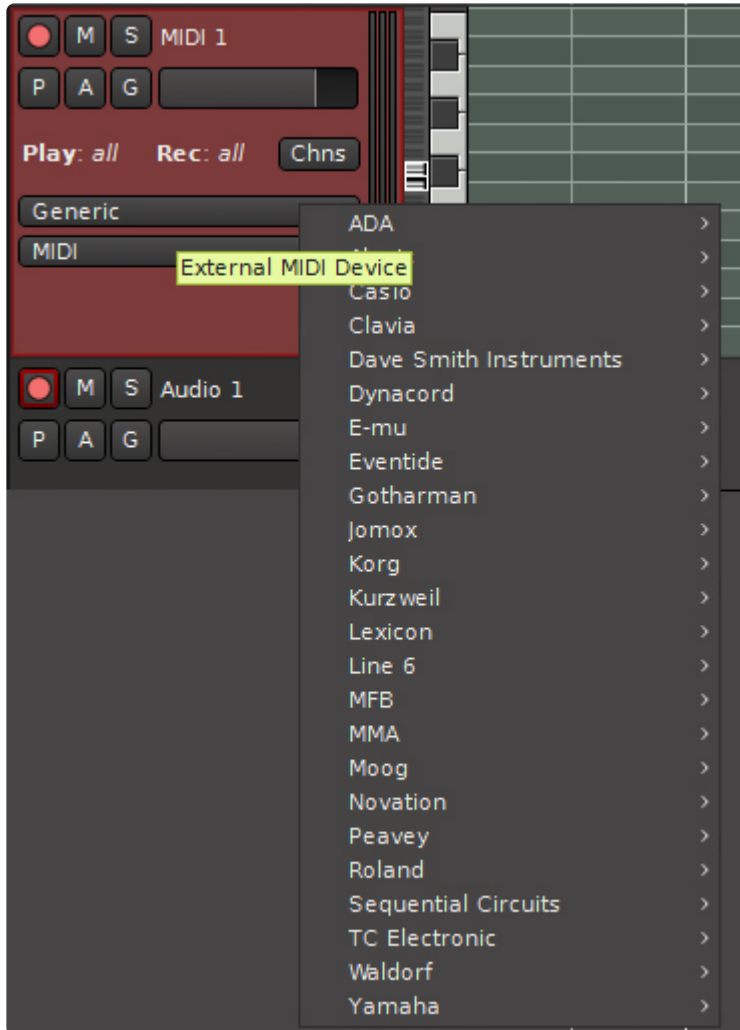 M S MIDI 1
P A G
Play: all Rec: all Chns
Generic
MIDI
External MIDI Device
ADA
Casio
Clavia
Dave Smith Instruments
Dynacord
E-mu
Eventide
Gotharman
Jomox
Korg
Kurzweil
Lexicon
Line 6
MFB
MMA
Moog
Novation
Peavey
Roland
Sequential Circuits
TC Electronic
Waldorf
Yamaha
M S Audio 1
P A G